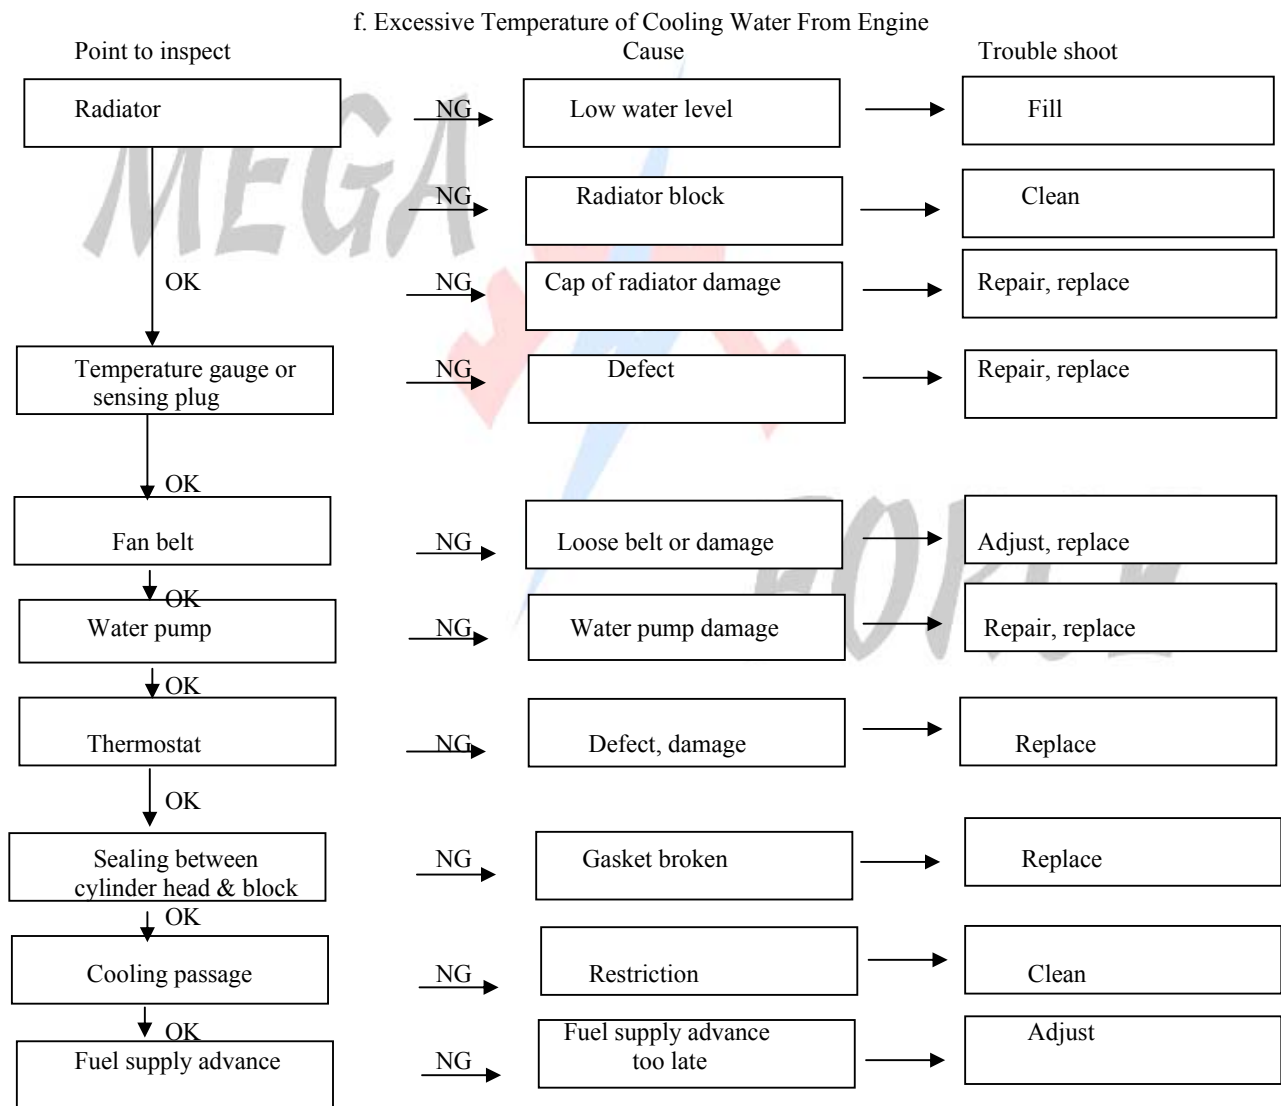 f. Excessive Temperature of Cooling Water From Engine
Point to inspect Cause Trouble shoot
Radiator NG Low water level Fill
NG Radiator block Clean
OK NG Cap of radiator damage Repair, replace
Temperature gauge or sensing plug NG Defect Repair, replace
OK
Fan belt NG Loose belt or damage Adjust, replace
OK
Water pump NG Water pump damage Repair, replace
OK
Thermostat NG Defect, damage Replace
OK
Sealing between cylinder head & block NG Gasket broken Replace
OK
Cooling passage NG Restriction Clean
OK
Fuel supply advance NG Fuel supply advance too late Adjust
MEGA
FORCE